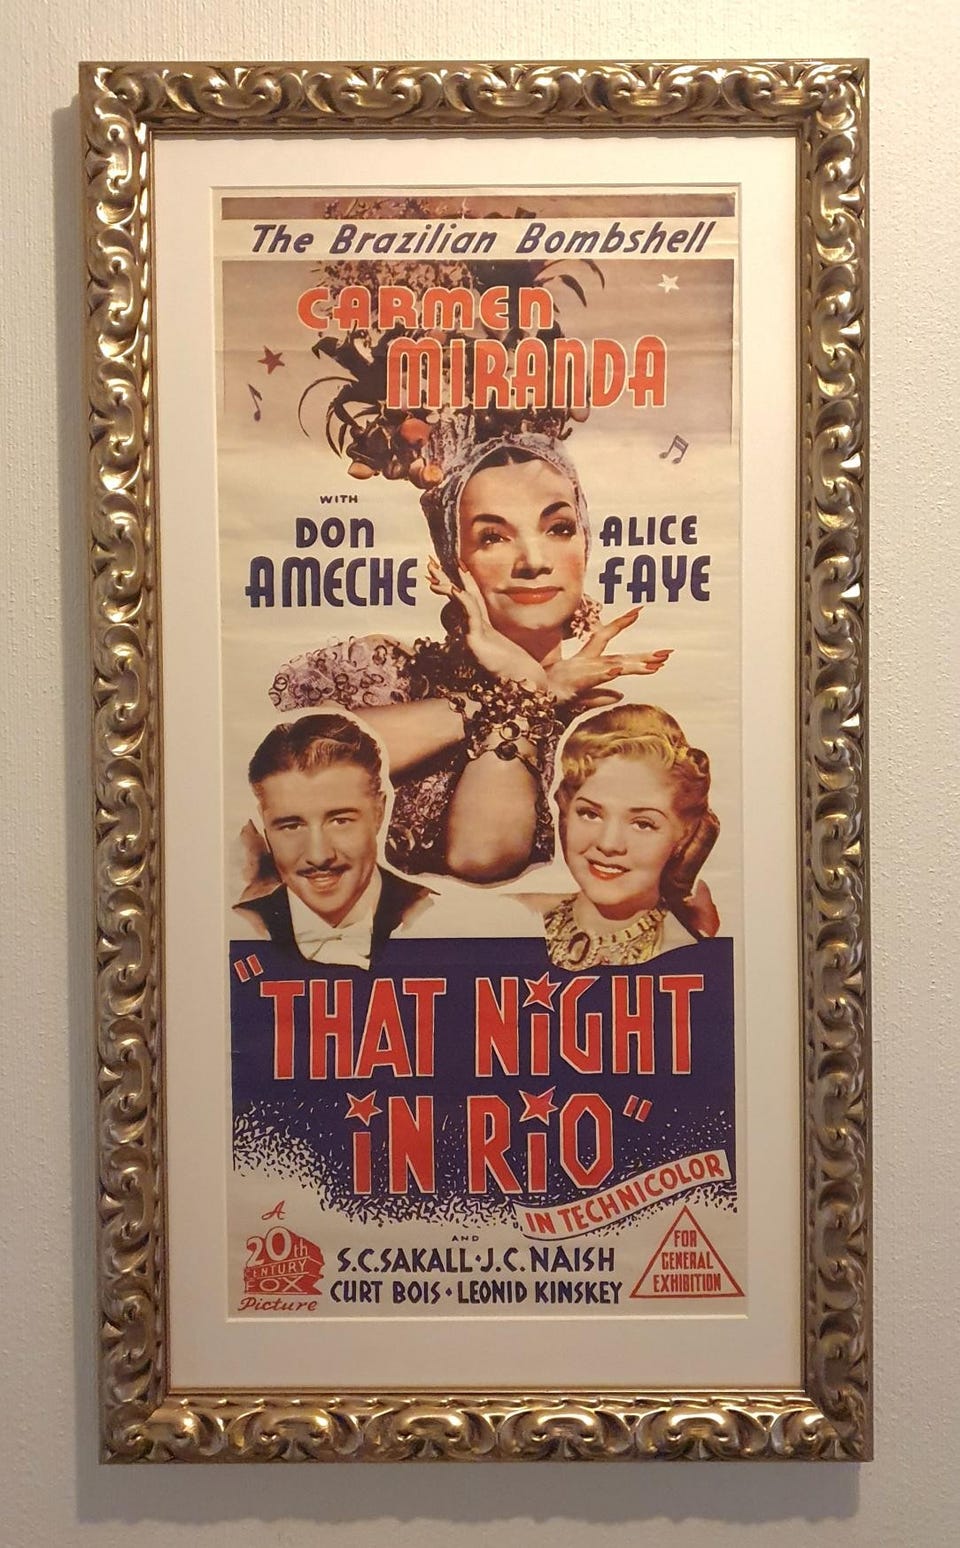 The Brazilian Bombshell
CARMEN
MIRANDA
WITH
DON
AMECHE
ALICE
FAYE
"THAT NIGHT
IN RIO"
IN TECHNICOLOR
A
20th
CENTURY
FOX
Picture
AND
S.C.SAKALL·J.C. NAISH
CURT BOIS·LEONID KINSKEY
FOR
GENERAL
EXHIBITION